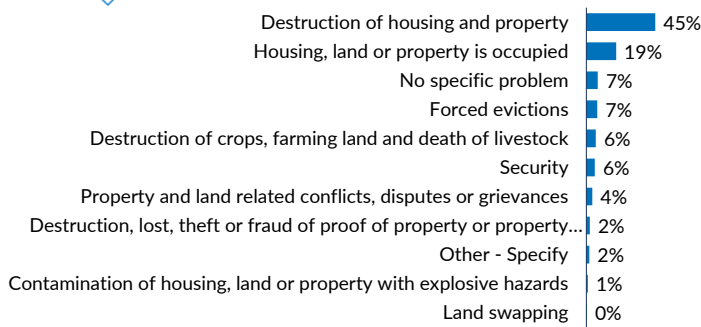 Destruction of housing and property 45%
Housing, land or property is occupied 19%
No specific problem 7%
Forced evictions 7%
Destruction of crops, farming land and death of livestock 6%
Security 6%
Property and land related conflicts, disputes or grievances 4%
Destruction, lost, theft or fraud of proof of property or property... 2%
Other - Specify 2%
Contamination of housing, land or property with explosive hazards 1%
Land swapping 0%